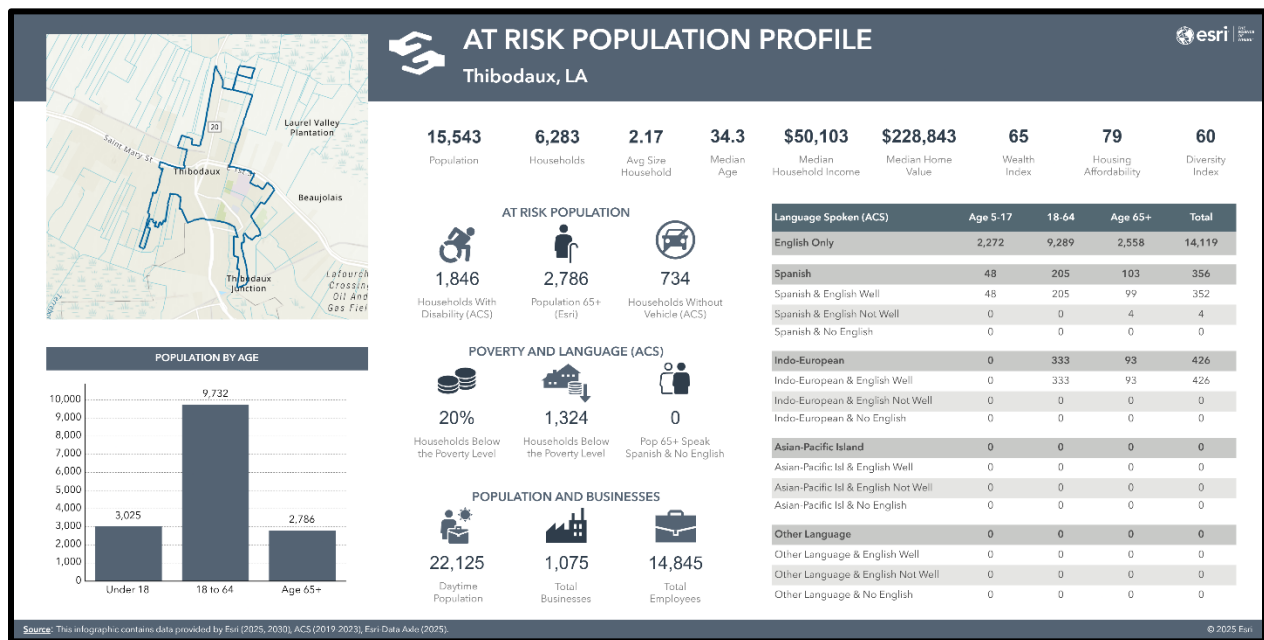 AT RISK POPULATION PROFILE
Thibodaux, LA
esri
THE SCIENCE OF WHERE
20
Laurel Valley
Plantation
Saint Mary St
Thibodaux
Beaujolais
Thibodaux
Junction
Lafourch
Crossin
Oil And
Gas Fiel
15,543
Population
6,283
Households
2.17
Avg Size
Household
34.3
Median
Age
$50,103
Median
Household Income
$228,843
Median Home
Value
65
Wealth
Index
79
Housing
Affordability
60
Diversity
Index
AT RISK POPULATION
1,846
Households With
Disability (ACS)
2,786
Population 65+
(Esri)
734
Households Without
Vehicle (ACS)
POVERTY AND LANGUAGE (ACS)
20%
Households Below
the Poverty Level
1,324
Households Below
the Poverty Level
0
Pop 65+ Speak
Spanish & No English
POPULATION AND BUSINESSES
22,125
Daytime
Population
1,075
Total
Businesses
14,845
Total
Employees
POPULATION BY AGE
10,000
9,000
8,000
7,000
6,000
5,000
4,000
3,000
2,000
1,000
0
3,025
9,732
2,786
Under 18
18 to 64
Age 65+
Language Spoken (ACS) Age 5-17 18-64 Age 65+ Total
English Only 2,272 9,289 2,558 14,119
Spanish 48 205 103 356
Spanish & English Well 48 205 99 352
Spanish & English Not Well 0 0 4 4
Spanish & No English 0 0 0 0
Indo-European 0 333 93 426
Indo-European & English Well 0 333 93 426
Indo-European & English Not Well 0 0 0 0
Indo-European & No English 0 0 0 0
Asian-Pacific Island 0 0 0 0
Asian-Pacific Isl & English Well 0 0 0 0
Asian-Pacific Isl & English Not Well 0 0 0 0
Asian-Pacific Isl & No English 0 0 0 0
Other Language 0 0 0 0
Other Language & English Well 0 0 0 0
Other Language & English Not Well 0 0 0 0
Other Language & No English 0 0 0 0
Source: This infographic contains data provided by Esri (2025, 2030), ACS (2019-2023), Esri-Data Axle (2025).
© 2025 Esri